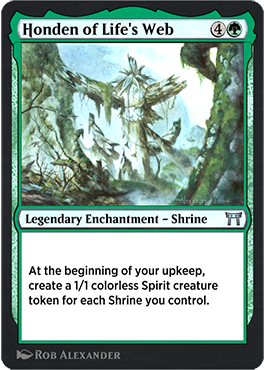 Honden of Life's Web 4
Legendary Enchantment – Shrine
At the beginning of your upkeep,
create a 1/1 colorless Spirit creature
token for each Shrine you control.
Rob Alexander